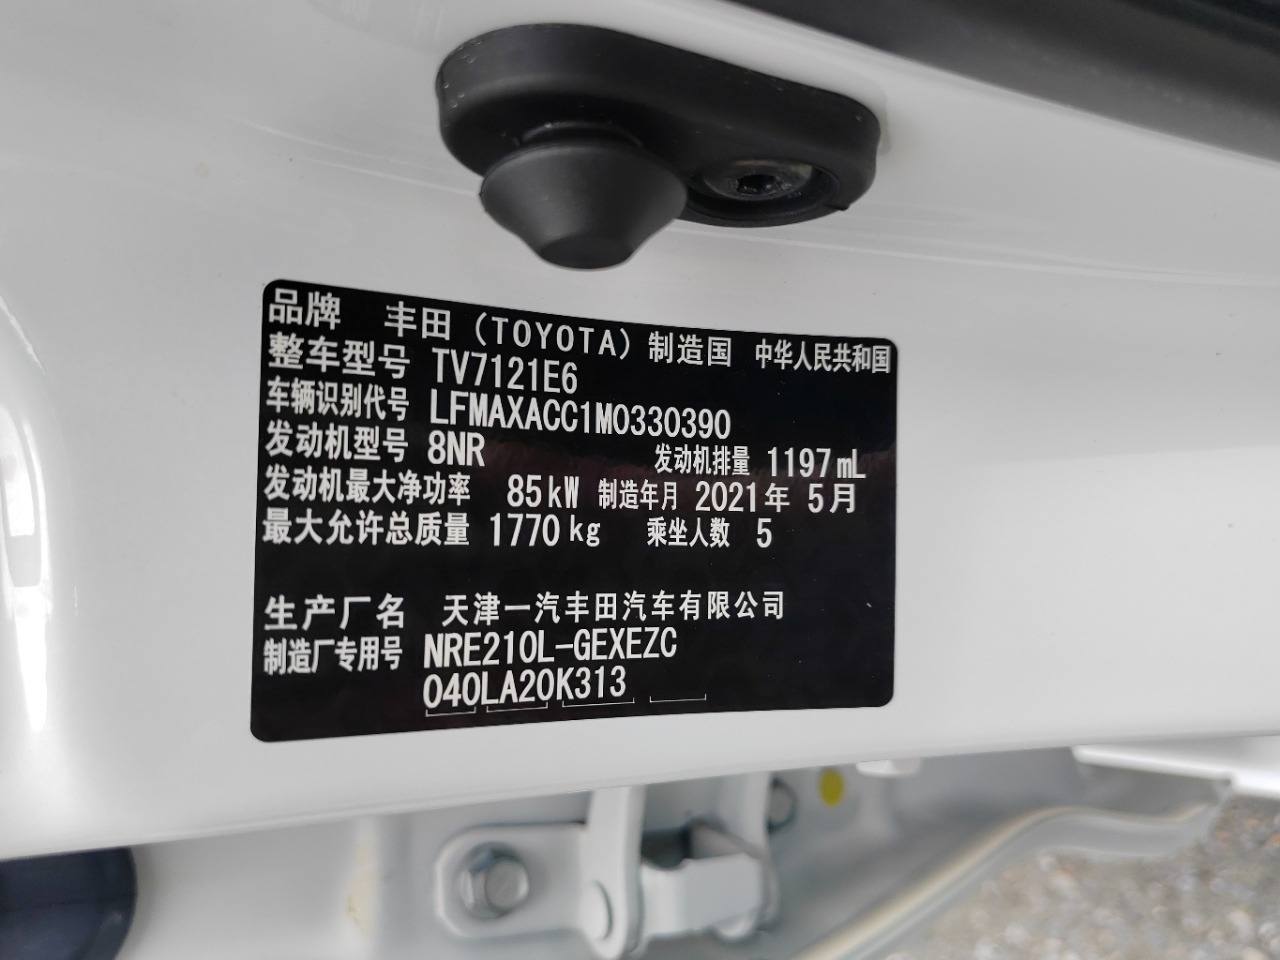 品牌 丰田（TOYOTA）制造国 中华人民共和国
整车型号 TV7121E6
车辆识别代号 LFMAXACC1M0330390
发动机型号 8NR 发动机排量 1197mL
发动机最大净功率 85kW 制造年月 2021年 5月
最大允许总质量 1770kg 乘坐人数 5
生产厂名 天津一汽丰田汽车有限公司
制造厂专用号 NRE210L-GEXEZC
040LA20K313